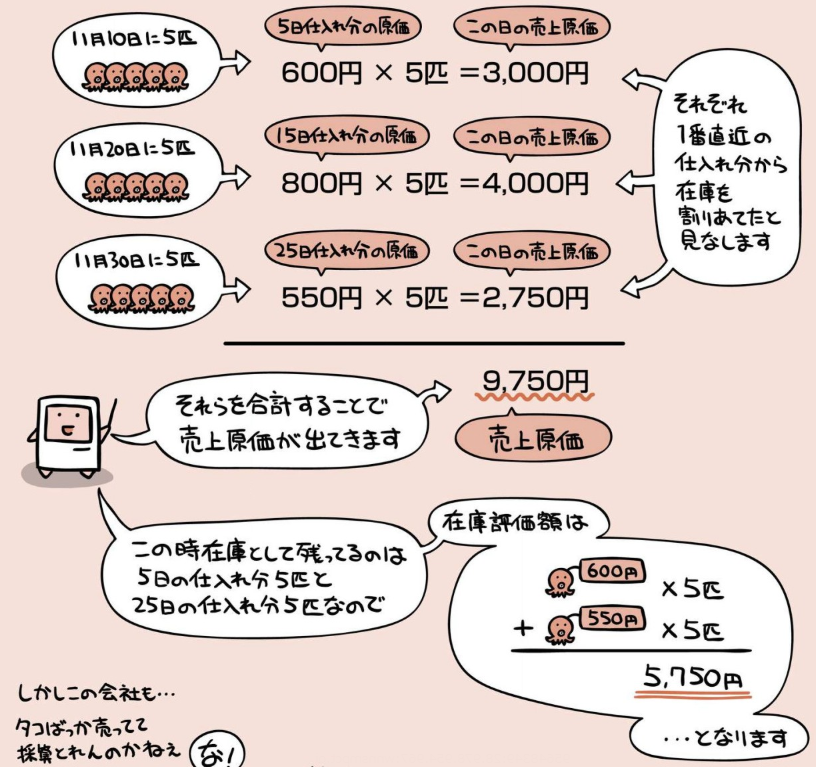 11月10日に5匹
5日仕入れ分の原価
この日の売上原価
600円 × 5匹 =3,000円
11月20日に5匹
15日仕入れ分の原価
この日の売上原価
800円 × 5匹 =4,000円
11月30日に5匹
25日仕入れ分の原価
この日の売上原価
550円 × 5匹 =2,750円
それぞれ
1番直近の
仕入れ分から
在庫を
割りあてたと
見なします
それらを合計することで
売上原価が出てきます
9,750円
売上原価
この時在庫として残ってるのは
5日の仕入れ分5匹と
25日の仕入れ分5匹なので
在庫評価額は
600円 ×5匹
+ 550円 ×5匹
5,750円
…となります
しかしこの会社も…
タコばっか売ってて
採算とれんのかねぇ
な!